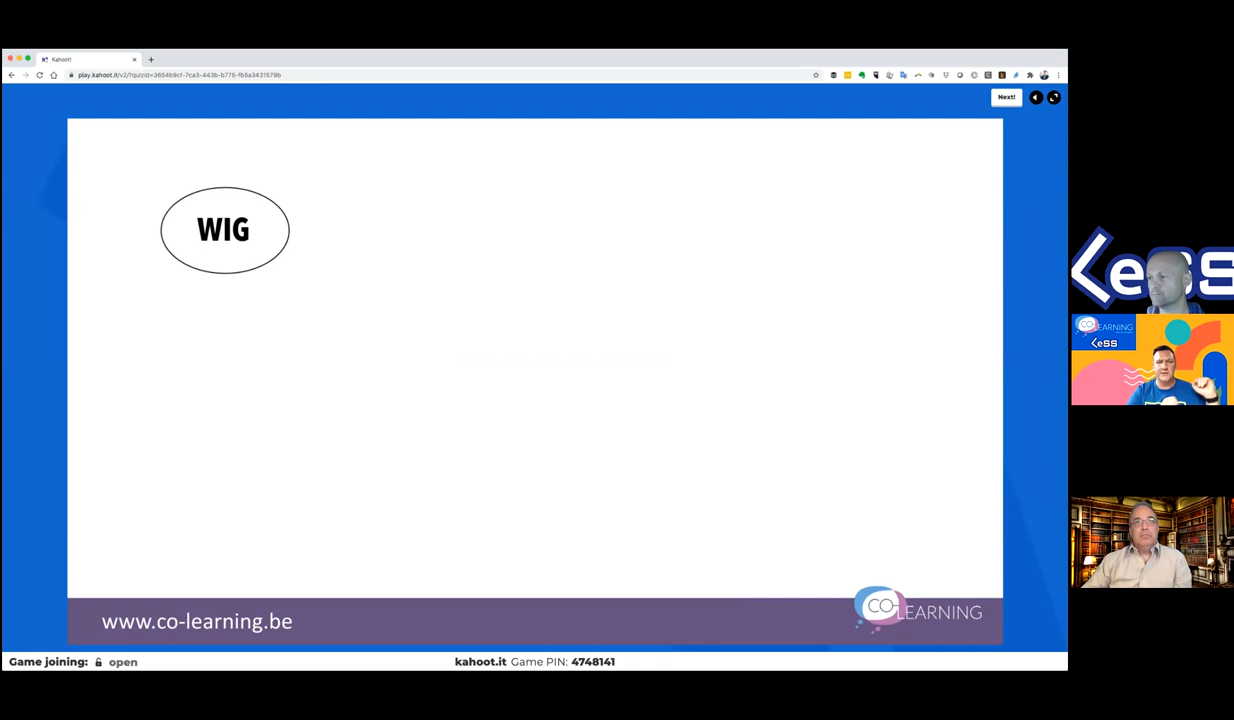 Kahoot!
play.kahoot.it/v2/?quizid=3654b9cf-7ca3-443b-b775-fb5a3431579b
Next!
WIG
LeSS
CO-LEARNING
LeSS
www.co-learning.be
CO-LEARNING
Game joining: open
kahoot.it Game PIN: 4748141